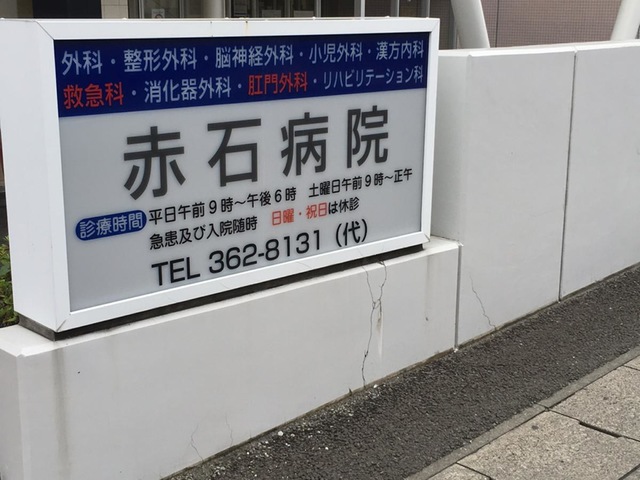 外科・整形外科・脳神経外科・小児外科・漢方内科
救急科・消化器外科・肛門外科・リハビリテーション科
赤石病院
診療時間 平日午前9時～午後6時 土曜日午前9時～正午
急患及び入院随時 日曜・祝日は休診
TEL 362-8131（代）